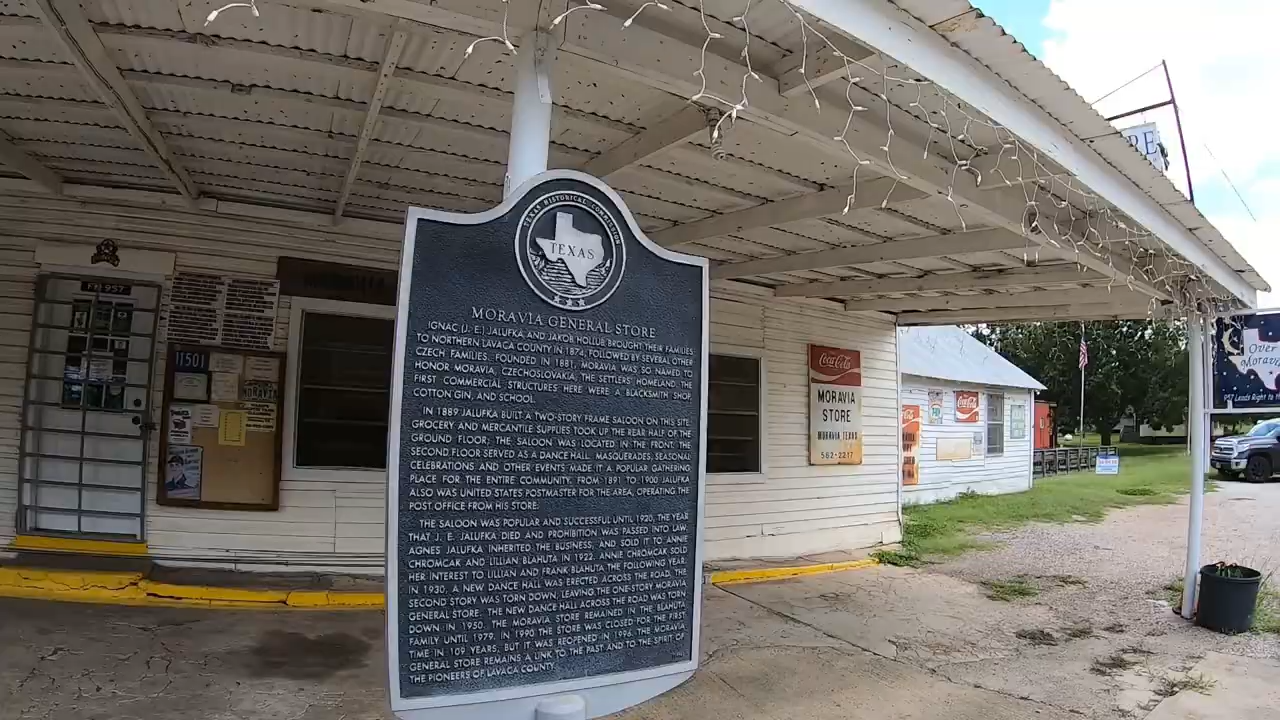 TEXAS HISTORICAL COMMISSION
TEXAS
MORAVIA GENERAL STORE
IGNAC (J. E.) JALUFKA AND JAKOB HOLLUB BROUGHT THEIR FAMILIES
TO NORTHERN LAVACA COUNTY IN 1874, FOLLOWED BY SEVERAL OTHER
CZECH FAMILIES. FOUNDED IN 1881, MORAVIA WAS SO NAMED TO
HONOR MORAVIA, CZECHOSLOVAKIA, THE SETTLERS' HOMELAND. THE
FIRST COMMERCIAL STRUCTURES HERE WERE A BLACKSMITH SHOP,
COTTON GIN, AND SCHOOL.
IN 1889 JALUFKA BUILT A TWO-STORY FRAME SALOON ON THIS SITE.
GROCERY AND MERCANTILE SUPPLIES TOOK UP THE REAR HALF OF THE
GROUND FLOOR; THE SALOON WAS LOCATED IN THE FRONT. THE
SECOND FLOOR SERVED AS A DANCE HALL. MASQUERADES, SEASONAL
CELEBRATIONS AND OTHER EVENTS MADE IT A POPULAR GATHERING
PLACE FOR THE ENTIRE COMMUNITY. FROM 1891 TO 1900 JALUFKA
ALSO WAS UNITED STATES POSTMASTER FOR THE AREA, OPERATING THE
POST OFFICE FROM HIS STORE.
THE SALOON WAS POPULAR AND SUCCESSFUL UNTIL 1920, THE YEAR
THAT J. E. JALUFKA DIED AND PROHIBITION WAS PASSED INTO LAW.
AGNES JALUFKA INHERITED THE BUSINESS, AND SOLD IT TO ANNIE
CHROMCAK AND LILLIAN BLAHUTA IN 1922. ANNIE CHROMCAK SOLD
HER INTEREST TO LILLIAN AND FRANK BLAHUTA THE FOLLOWING YEAR.
IN 1930, A NEW DANCE HALL WAS ERECTED ACROSS THE ROAD. THE
SECOND STORY WAS TORN DOWN, LEAVING THE ONE-STORY MORAVIA
GENERAL STORE. THE NEW DANCE HALL ACROSS THE ROAD WAS TORN
DOWN IN 1950. THE MORAVIA STORE REMAINED IN THE BLAHUTA
FAMILY UNTIL 1979. IN 1990 THE STORE WAS CLOSED FOR THE FIRST
TIME IN 109 YEARS, BUT IT WAS REOPENED IN 1996. THE MORAVIA
GENERAL STORE REMAINS A LINK TO THE PAST AND TO THE SPIRIT OF
THE PIONEERS OF LAVACA COUNTY.
FM 957
11501
Coca-Cola
MORAVIA
STORE
MORAVIA, TEXAS
562-2217
Coca-Cola
RE
Over
Moravia
957 Leads Right to